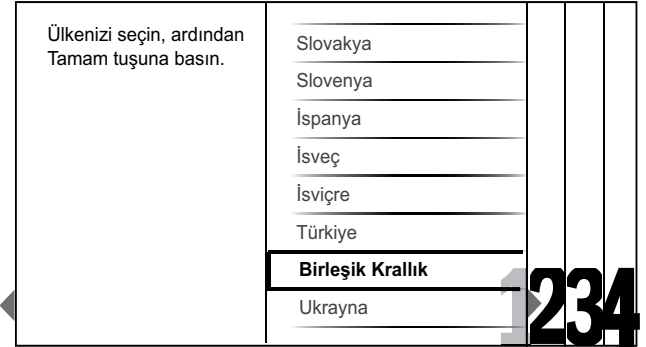 Ülkenizi seçin, ardından
Tamam tuşuna basın.
Slovakya
Slovenya
İspanya
İsveç
İsviçre
Türkiye
Birleşik Krallık
Ukrayna
1234